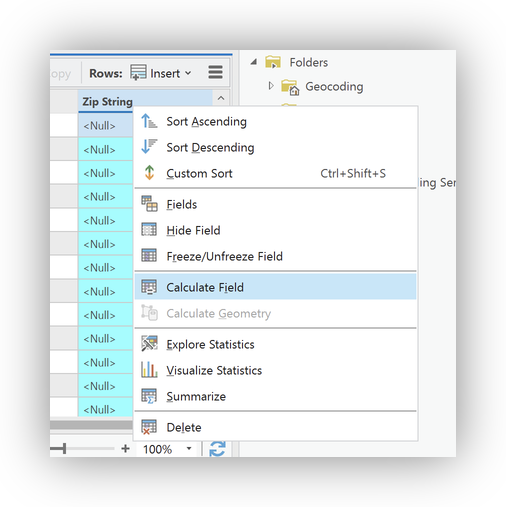 opy Rows: Insert
Zip String
<Null>
<Null>
<Null>
<Null>
<Null>
<Null>
<Null>
<Null>
<Null>
<Null>
<Null>
<Null>
<Null>
Sort Ascending
Sort Descending
Custom Sort Ctrl+Shift+S
Fields
Hide Field
Freeze/Unfreeze Field
Calculate Field
Calculate Geometry
Explore Statistics
Visualize Statistics
Summarize
Delete
100%
Folders
Geocoding
ing Ser